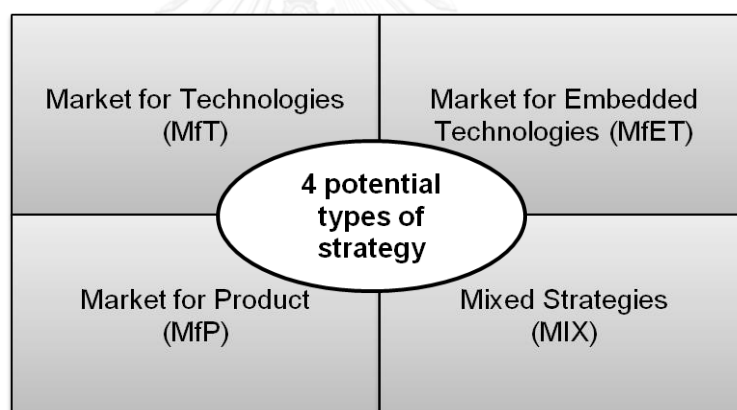 Market for Technologies
(MfT)
Market for Embedded
Technologies (MfET)
4 potential
types of
strategy
Market for Product
(MfP)
Mixed Strategies
(MIX)